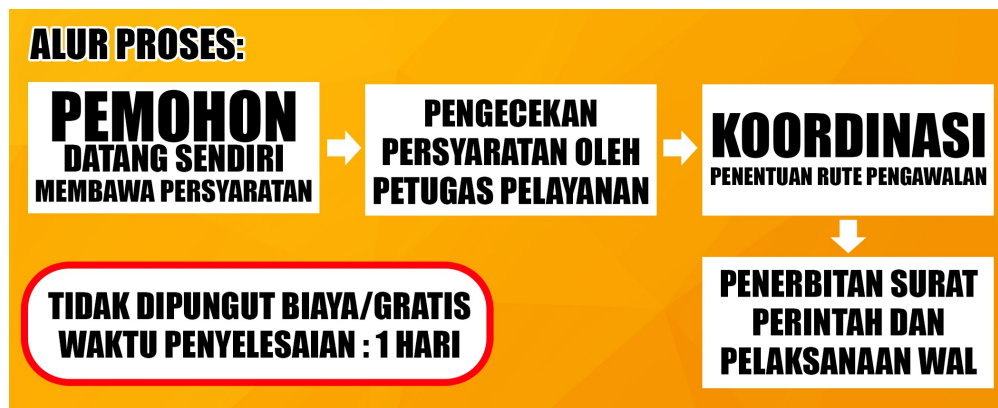 ALUR PROSES:
PEMOHON
DATANG SENDIRI
MEMBAWA PERSYARATAN
PENGECEKAN
PERSYARATAN OLEH
PETUGAS PELAYANAN
KOORDINASI
PENENTUAN RUTE PENGAWALAN
PENERBITAN SURAT
PERINTAH DAN
PELAKSANAAN WAL
TIDAK DIPUNGUT BIAYA/GRATIS
WAKTU PENYELESAIAN : 1 HARI